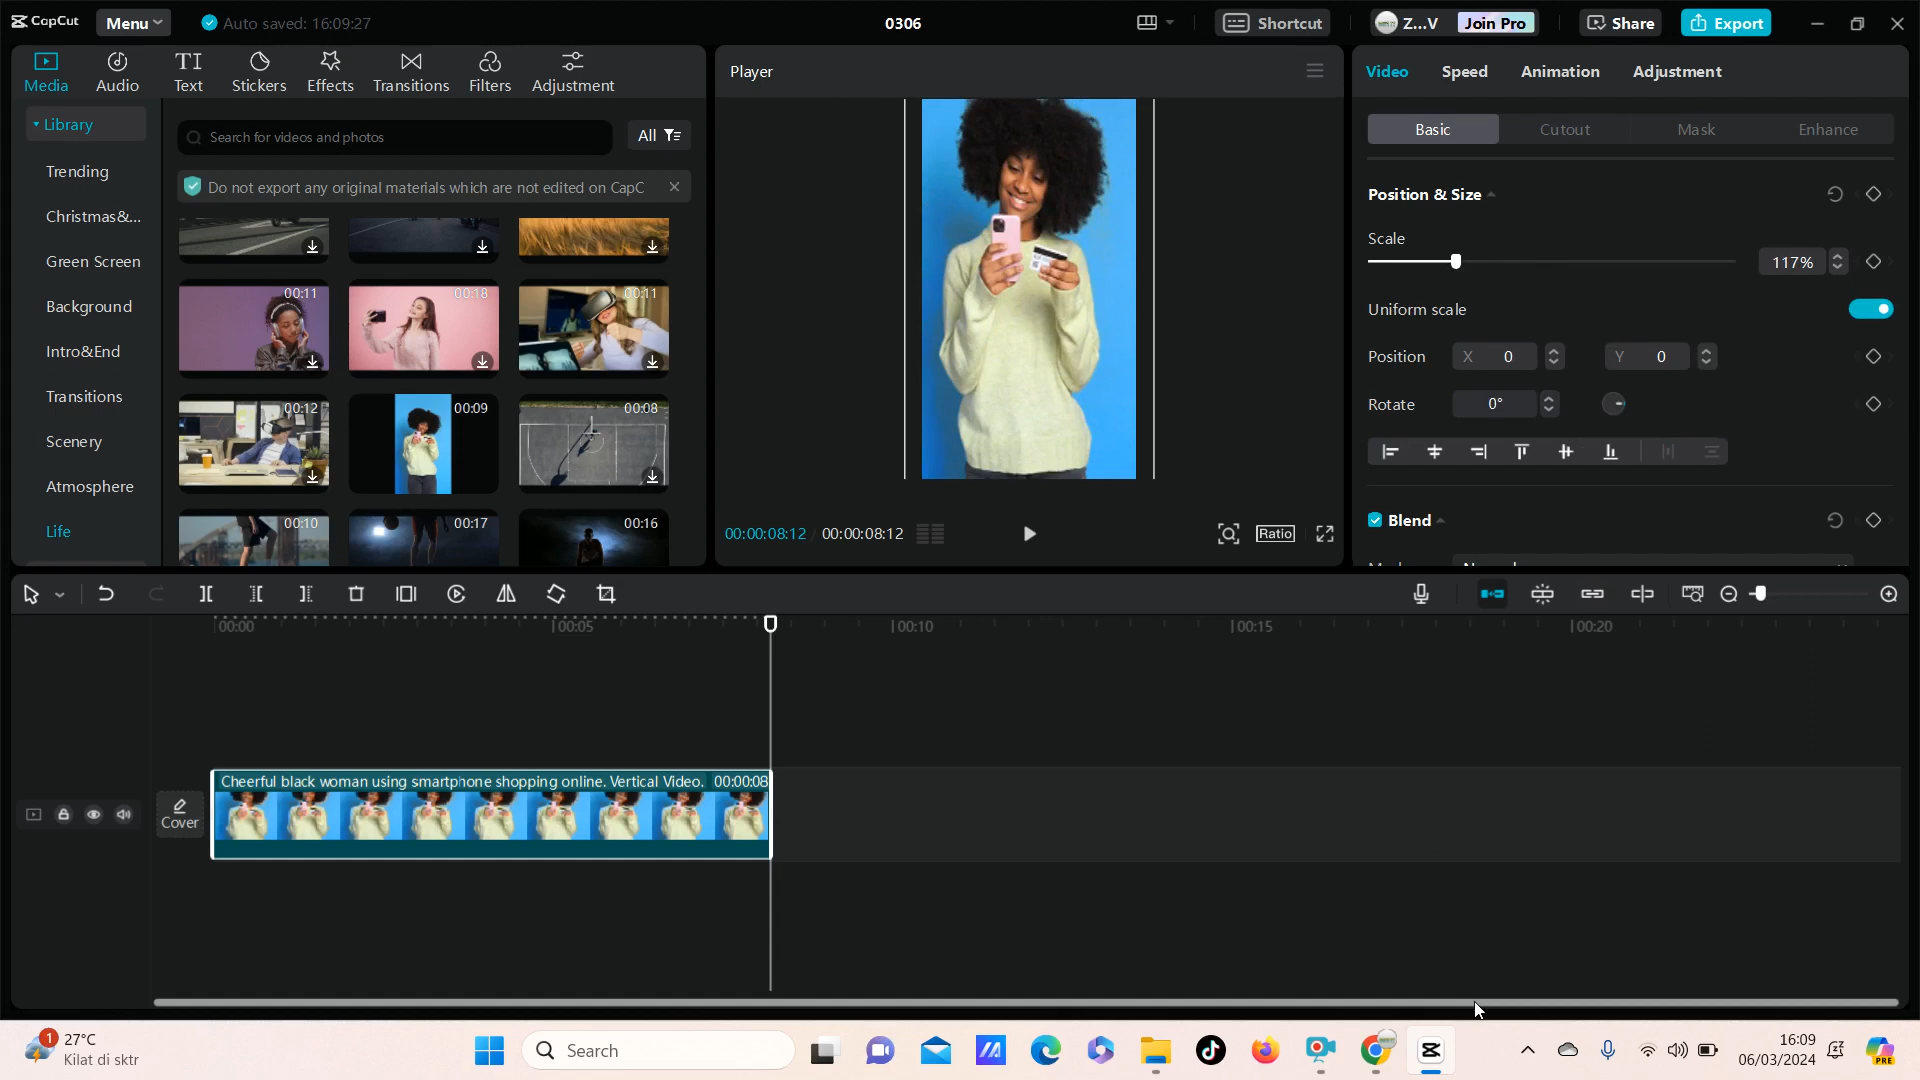 CapCut
Menu
Auto saved: 16:09:27
0306
Shortcut
Z...V
Join Pro
Share
Export
Media
Audio
TI
Text
Stickers
Effects
Transitions
Filters
Adjustment
Library
Trending
Christmas&...
Green Screen
Background
Intro&End
Transitions
Scenery
Atmosphere
Life
Search for videos and photos
All
Do not export any original materials which are not edited on CapC
00:11
00:18
00:11
00:12
00:09
00:08
00:10
00:17
00:16
Player
00:00:08:12 / 00:00:08:12
Ratio
Video
Speed
Animation
Adjustment
Basic
Cutout
Mask
Enhance
Position & Size
Scale
117%
Uniform scale
Position
X 0
Y 0
Rotate
0°
Blend
00:00
00:05
00:10
00:15
00:20
Cover
Cheerful black woman using smartphone shopping online. Vertical Video. 00:00:08
1
27°C
Kilat di sktr
Search
16:09
06/03/2024
PRE